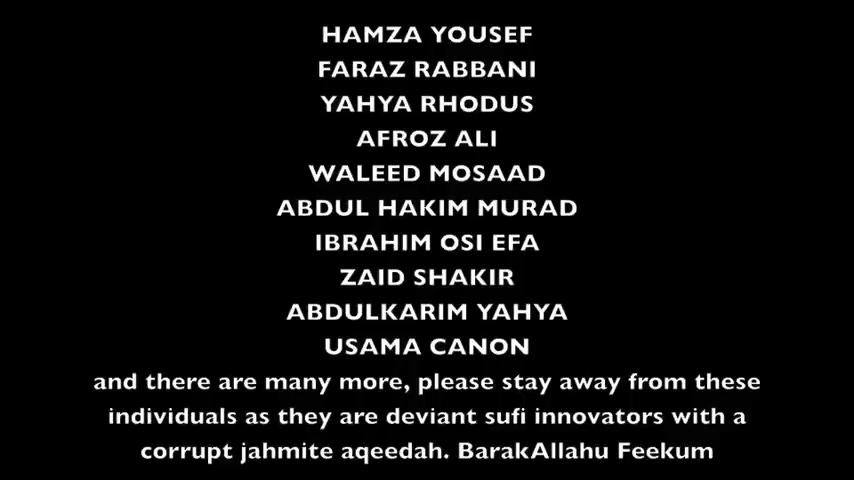 HAMZA YOUSEF
FARAZ RABBANI
YAHYA RHODUS
AFROZ ALI
WALEED MOSAAD
ABDUL HAKIM MURAD
IBRAHIM OSI EFA
ZAID SHAKIR
ABDULKARIM YAHYA
USAMA CANON
and there are many more, please stay away from these
individuals as they are deviant sufi innovators with a
corrupt jahmite aqeedah. BarakAllahu Feekum